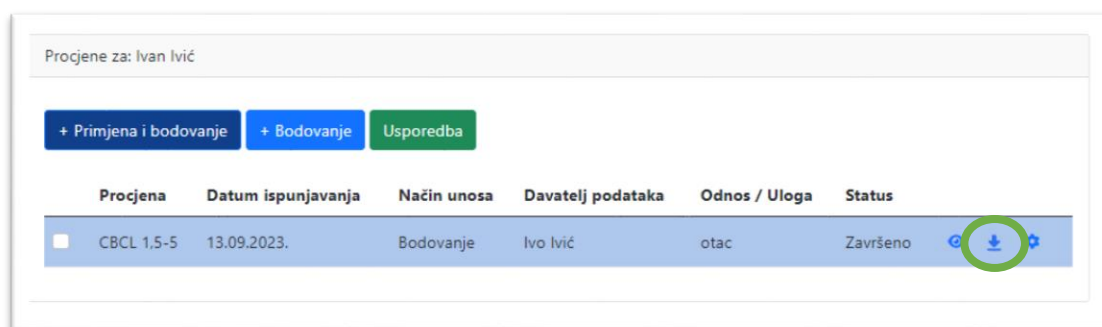 Procjene za: Ivan Ivić
+ Primjena i bodovanje + Bodovanje Usporedba
Procjena Datum ispunjavanja Način unosa Davatelj podataka Odnos / Uloga Status
CBCL 1,5-5 13.09.2023. Bodovanje Ivo Ivić otac Završeno